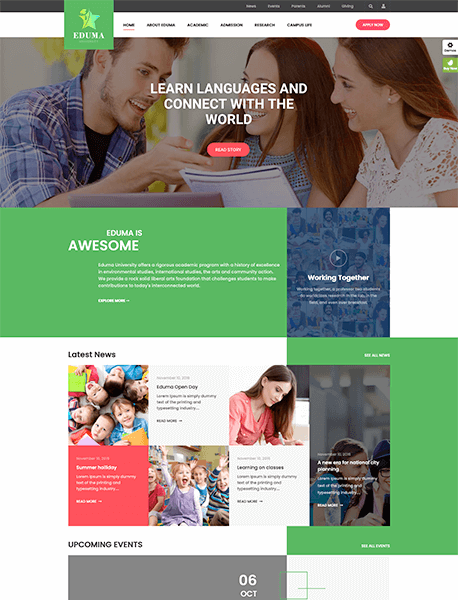 News Events Parents Alumni Giving
EDUMA
HOME ABOUT EDUMA ACADEMIC ADMISSION RESEARCH CAMPUS LIFE APPLY NOW
Demos
Buy Now
LEARN LANGUAGES AND
CONNECT WITH THE
WORLD
READ STORY
EDUMA IS
AWESOME
Eduma University offers a rigorous academic program with a history of excellence
in environmental studies, international studies, the arts and community action.
We provide a rock solid liberal arts foundation that challenges students to make
contributions to today's interconnected world.
EXPLORE MORE
Working Together
Working together, a professor and students
do world-class research in the lab, in the
field, and even over animation.
Latest News
SEE ALL NEWS
November 10, 2016
Eduma Open Day
Lorem Ipsum is simply
dummy text of the
printing and
typesetting industry....
READ MORE
November 10, 2016
Summer haliday
Lorem Ipsum is simply
dummy text of the
printing and
typesetting industry....
READ MORE
November 10, 2016
Learning on classes
Lorem Ipsum is simply
dummy text of the
printing and
typesetting industry....
READ MORE
November 10, 2016
A new era for national city
planning
Lorem Ipsum is simply dummy
text of the printing and
typesetting industry....
READ MORE
UPCOMING EVENTS
SEE ALL EVENTS
06
OCT